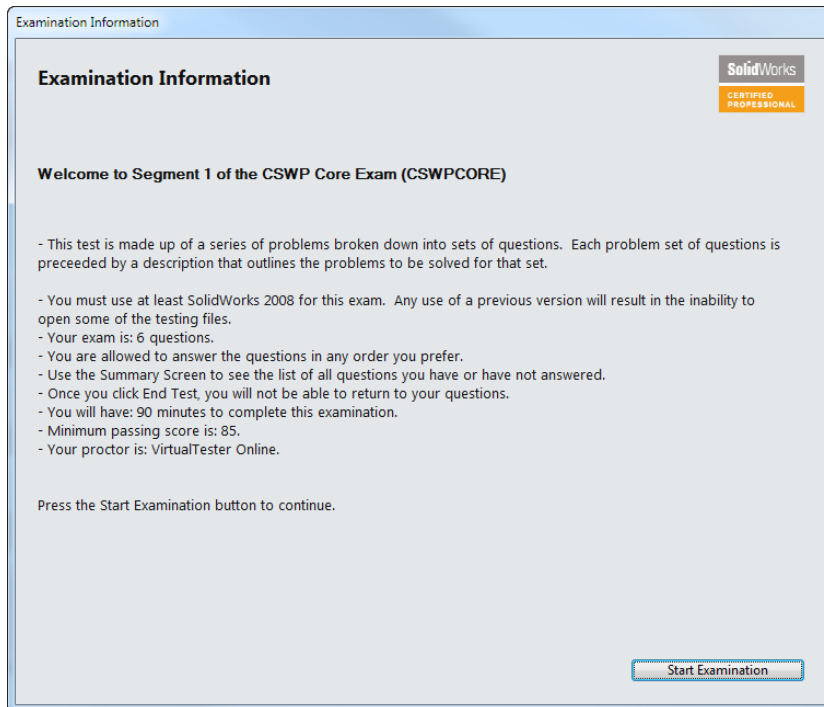 Examination Information
Examination Information
SolidWorks
CERTIFIED
PROFESSIONAL
Welcome to Segment 1 of the CSWP Core Exam (CSWPCORE)
- This test is made up of a series of problems broken down into sets of questions.  Each problem set of questions is
preceeded by a description that outlines the problems to be solved for that set.
- You must use at least SolidWorks 2008 for this exam.  Any use of a previous version will result in the inability to
open some of the testing files.
- Your exam is: 6 questions.
- You are allowed to answer the questions in any order you prefer.
- Use the Summary Screen to see the list of all questions you have or have not answered.
- Once you click End Test, you will not be able to return to your questions.
- You will have: 90 minutes to complete this examination.
- Minimum passing score is: 85.
- Your proctor is: VirtualTester Online.
Press the Start Examination button to continue.
Start Examination